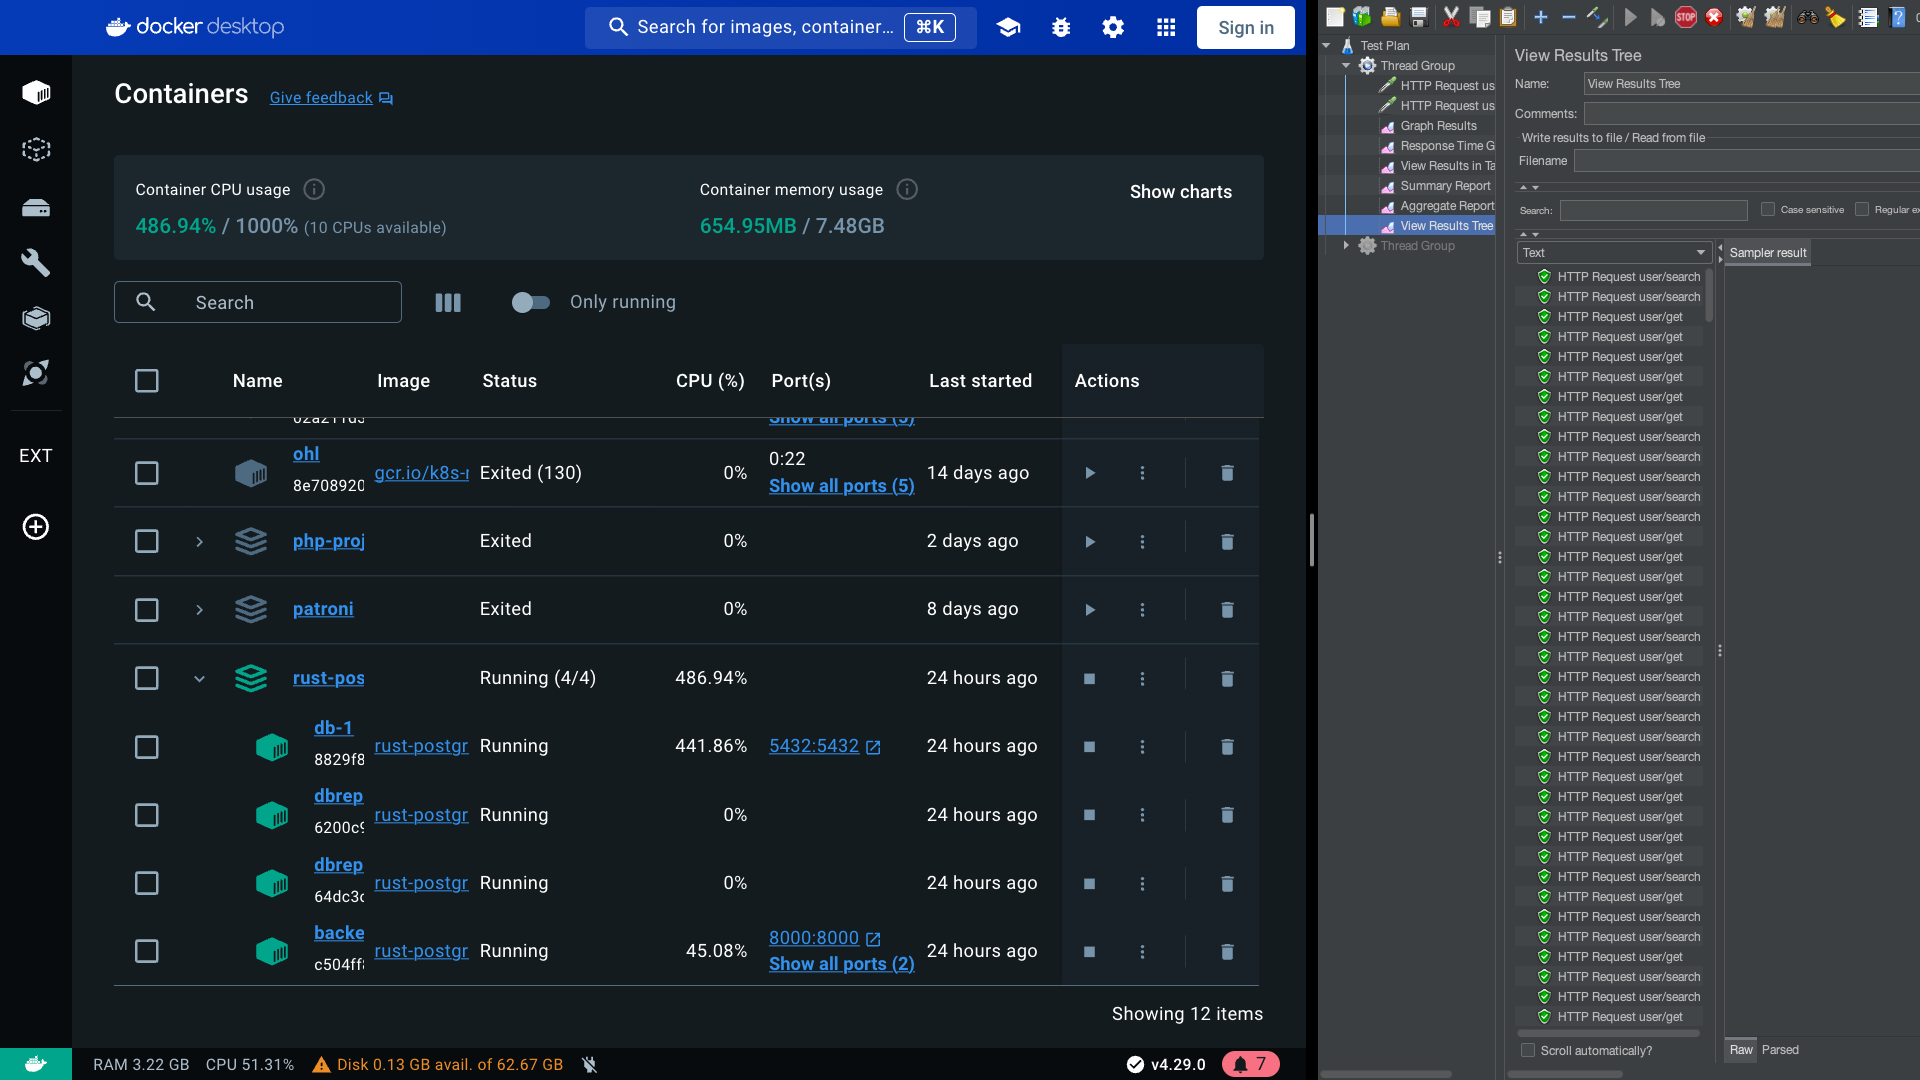 docker desktop
Search for images, container... ⌘K
Sign in
Containers
Give feedback
Container CPU usage
486.94% / 1000% (10 CPUs available)
Container memory usage
654.95MB / 7.48GB
Show charts
Search
Only running
Name Image Status CPU (%) Port(s) Last started Actions
Show all ports (5)
ohl
8e708920
gcr.io/k8s-r Exited (130) 0% 0:22
Show all ports (5)
14 days ago
php-proj Exited 0% 2 days ago
patroni Exited 0% 8 days ago
rust-pos Running (4/4) 486.94% 24 hours ago
db-1
8829f8
rust-postgr Running 441.86% 5432:5432 24 hours ago
dbrep
6200c9
rust-postgr Running 0% 24 hours ago
dbrep
64dc3c
rust-postgr Running 0% 24 hours ago
backe
c504ff8
rust-postgr Running 45.08% 8000:8000
Show all ports (2)
24 hours ago
Showing 12 items
EXT
RAM 3.22 GB CPU 51.31% Disk 0.13 GB avail. of 62.67 GB
v4.29.0
7
STOP
Test Plan
Thread Group
HTTP Request us
HTTP Request us
Graph Results
Response Time G
View Results in Ta
Summary Report
Aggregate Report
View Results Tree
Thread Group
View Results Tree
Name: View Results Tree
Comments:
Write results to file / Read from file
Filename
Search: Case sensitive Regular ex
Text
Sampler result
HTTP Request user/search
HTTP Request user/search
HTTP Request user/get
HTTP Request user/get
HTTP Request user/get
HTTP Request user/get
HTTP Request user/get
HTTP Request user/get
HTTP Request user/search
HTTP Request user/search
HTTP Request user/search
HTTP Request user/search
HTTP Request user/search
HTTP Request user/get
HTTP Request user/get
HTTP Request user/get
HTTP Request user/get
HTTP Request user/get
HTTP Request user/search
HTTP Request user/get
HTTP Request user/search
HTTP Request user/search
HTTP Request user/search
HTTP Request user/search
HTTP Request user/search
HTTP Request user/get
HTTP Request user/get
HTTP Request user/get
HTTP Request user/get
HTTP Request user/get
HTTP Request user/search
HTTP Request user/get
HTTP Request user/search
HTTP Request user/search
HTTP Request user/get
HTTP Request user/search
HTTP Request user/search
HTTP Request user/get
Scroll automatically?
Raw Parsed